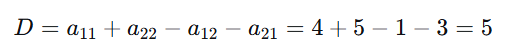 D = a₁₁ + a₂₂ − a₁₂ − a₂₁ = 4 + 5 − 1 − 3 = 5